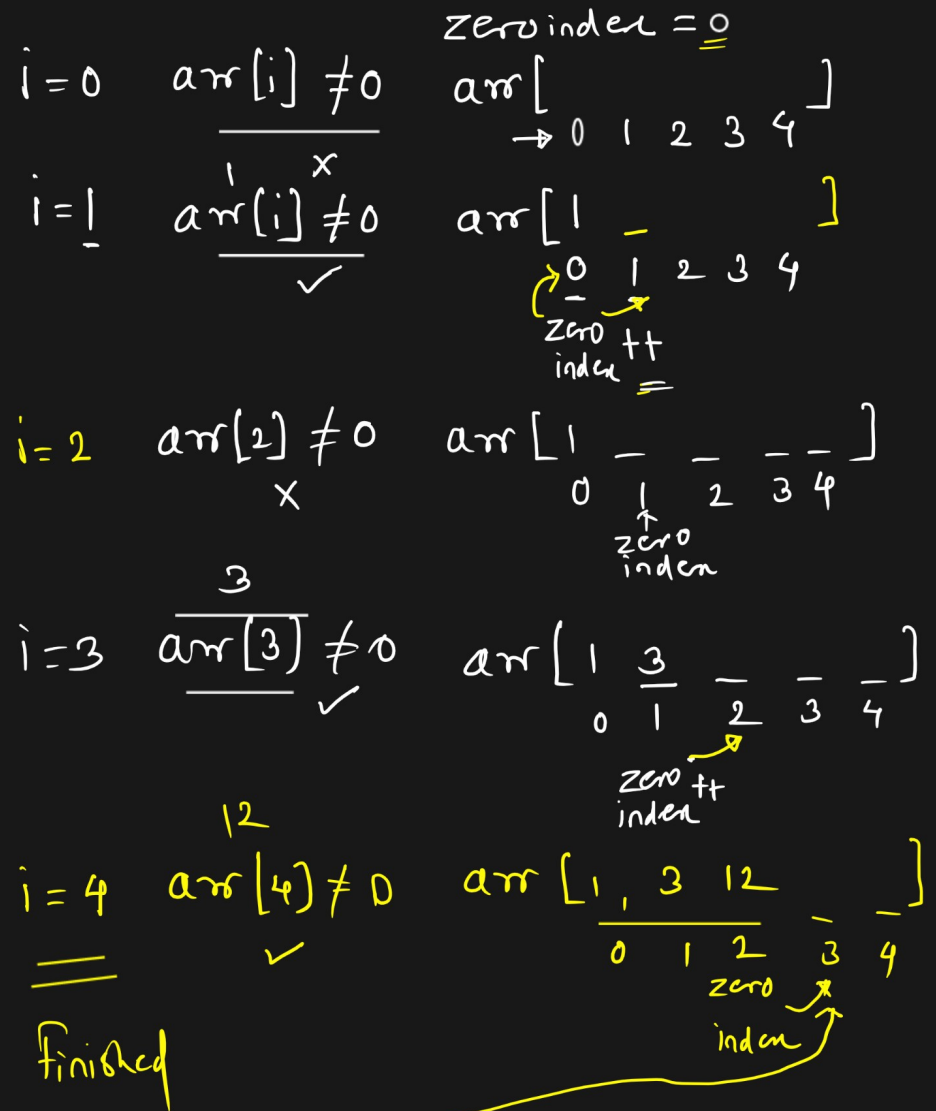 zero index = 0
i = 0 arr[i] ≠ 0 arr[ ]
x → 0 1 2 3 4
1
i = 1 arr[i] ≠ 0 arr[ 1 _ ]
✓ 0 1 2 3 4
zero
index ++
i = 2 arr[2] ≠ 0 arr[ 1 _ _ _ _ ]
x 0 1 2 3 4
↑
zero
index
3
i = 3 arr[3] ≠ 0 arr[ 1 3 _ _ _ ]
✓ 0 1 2 3 4
zero ++
index
12
i = 4 arr[4] ≠ 0 arr[ 1, 3 12 _ _ ]
✓ 0 1 2 3 4
zero
index
Finished